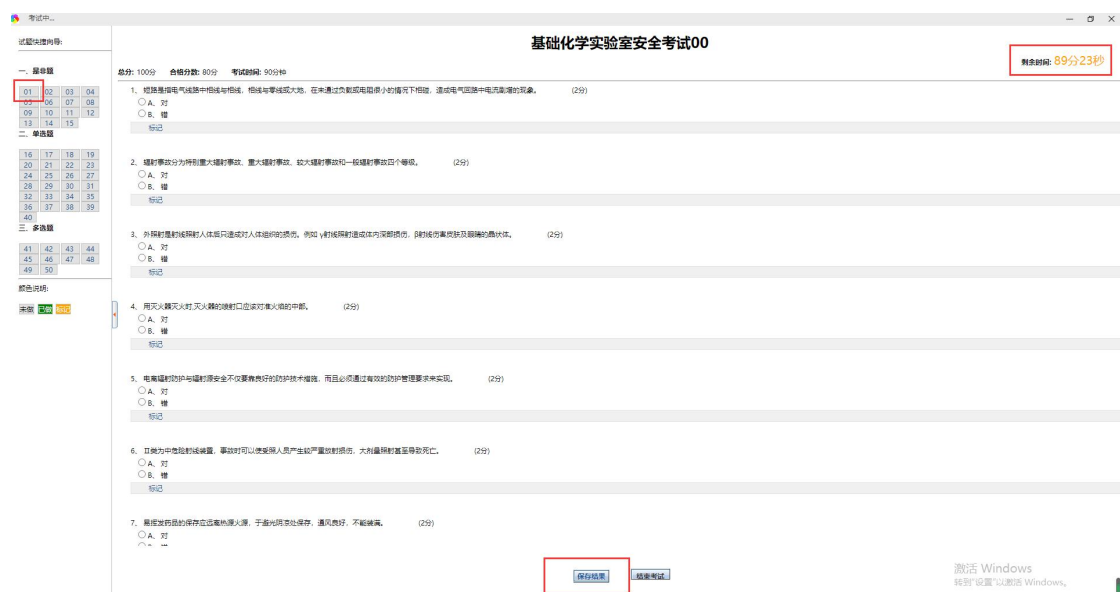 考试中...
试题快捷向导:
基础化学实验室安全考试00
剩余时间: 89分23秒
总分: 100分 合格分数: 80分 考试时间: 90分钟
一、是非题
01 02 03 04
05 06 07 08
09 10 11 12
13 14 15
二、单选题
16 17 18 19
20 21 22 23
24 25 26 27
28 29 30 31
32 33 34 35
36 37 38 39
40
三、多选题
41 42 43 44
45 46 47 48
49 50
颜色说明:
未做 已做 标记
1、 短路是指电气线路中相线与相线、相线与零线或大地，在未通过负载或电阻很小的情况下相碰，造成电气回路中电流剧增的现象。 (2分)
A、对
B、错
标记
2、 辐射事故分为特别重大辐射事故、重大辐射事故、较大辐射事故和一般辐射事故四个等级。 (2分)
A、对
B、错
标记
3、 外照射是射线照射人体后只造成对人体组织的损伤。例如 γ射线照射造成体内深部损伤，β射线伤害皮肤及眼睛的晶状体。 (2分)
A、对
B、错
标记
4、 用灭火器灭火时,灭火器的喷射口应该对准火焰的中部。 (2分)
A、对
B、错
标记
5、 电离辐射防护与辐射源安全不仅要靠良好的防护技术措施，而且必须通过有效的防护管理要求来实现。 (2分)
A、对
B、错
标记
6、 II类为中危险射线装置，事故时可以使受照人员产生较严重放射损伤，大剂量照射甚至导致死亡。 (2分)
A、对
B、错
标记
7、 易挥发药品的保存应远离热源火源，于避光阴凉处保存，通风良好，不能装满。 (2分)
A、对
保存结果 结束考试
激活 Windows
转到"设置"以激活 Windows。